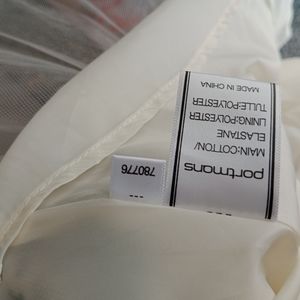 portmans
MAIN:COTTON/
ELASTANE
LINING:POLYESTER
TULLE:POLYESTER
MADE IN CHINA
780776